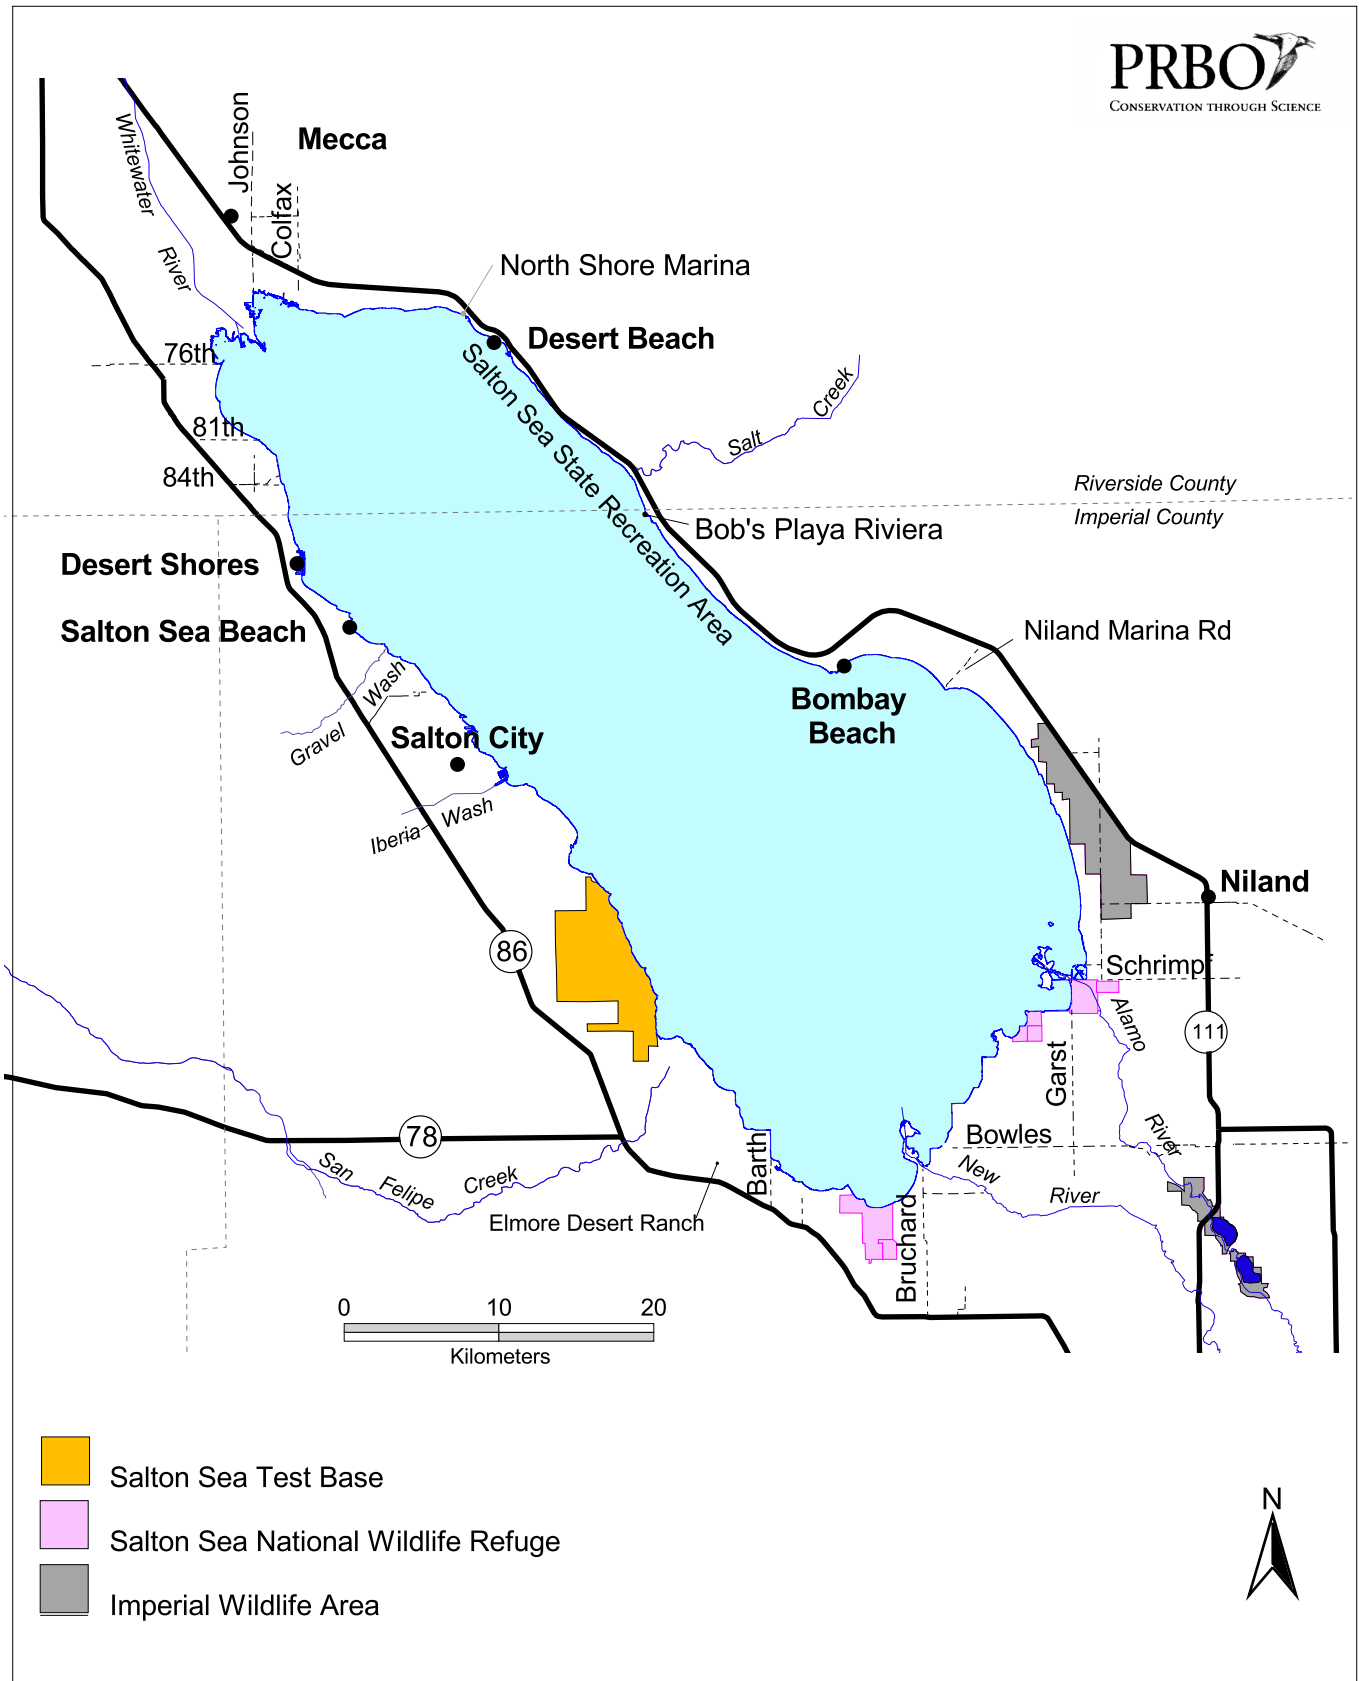 PRBO
CONSERVATION THROUGH SCIENCE
Mecca
Johnson
Colfax
Whitewater
River
North Shore Marina
Desert Beach
76th
81th
84th
Salton Sea State Recreation Area
Salt
Creek
Riverside County
Imperial County
Bob's Playa Riviera
Desert Shores
Salton Sea Beach
Niland Marina Rd
Gravel
Wash
Bombay
Beach
Salton City
Iberia
Wash
Niland
86
Schrimpf
Alamo
River
111
Garst
78
Bowles
San
Felipe
Creek
Barth
New
River
Elmore Desert Ranch
Bruchard
0 10 20
Kilometers
Salton Sea Test Base
Salton Sea National Wildlife Refuge
Imperial Wildlife Area
N